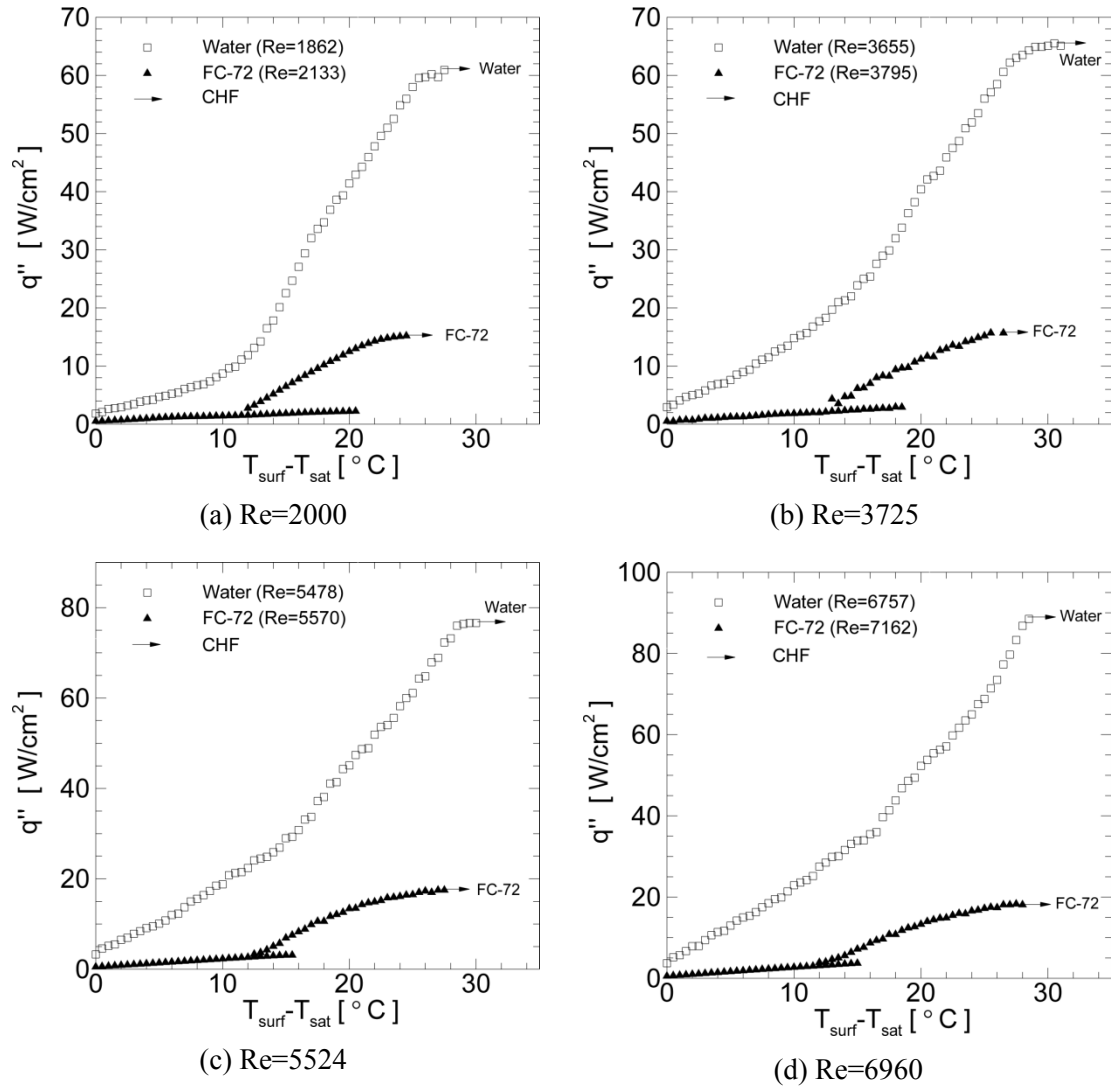 70
60
50
40
30
20
10
0
q'' [ W/cm² ]
Water (Re=1862)
FC-72 (Re=2133)
CHF
Water
FC-72
0 10 20 30
T_surf-T_sat [ °C ]
(a) Re=2000
70
60
50
40
30
20
10
0
q'' [ W/cm² ]
Water (Re=3655)
FC-72 (Re=3795)
CHF
Water
FC-72
0 10 20 30
T_surf-T_sat [ °C ]
(b) Re=3725
80
60
40
20
0
q'' [ W/cm² ]
Water (Re=5478)
FC-72 (Re=5570)
CHF
Water
FC-72
0 10 20 30
T_surf-T_sat [ °C ]
(c) Re=5524
100
80
60
40
20
0
q'' [ W/cm² ]
Water (Re=6757)
FC-72 (Re=7162)
CHF
Water
FC-72
0 10 20 30
T_surf-T_sat [ °C ]
(d) Re=6960